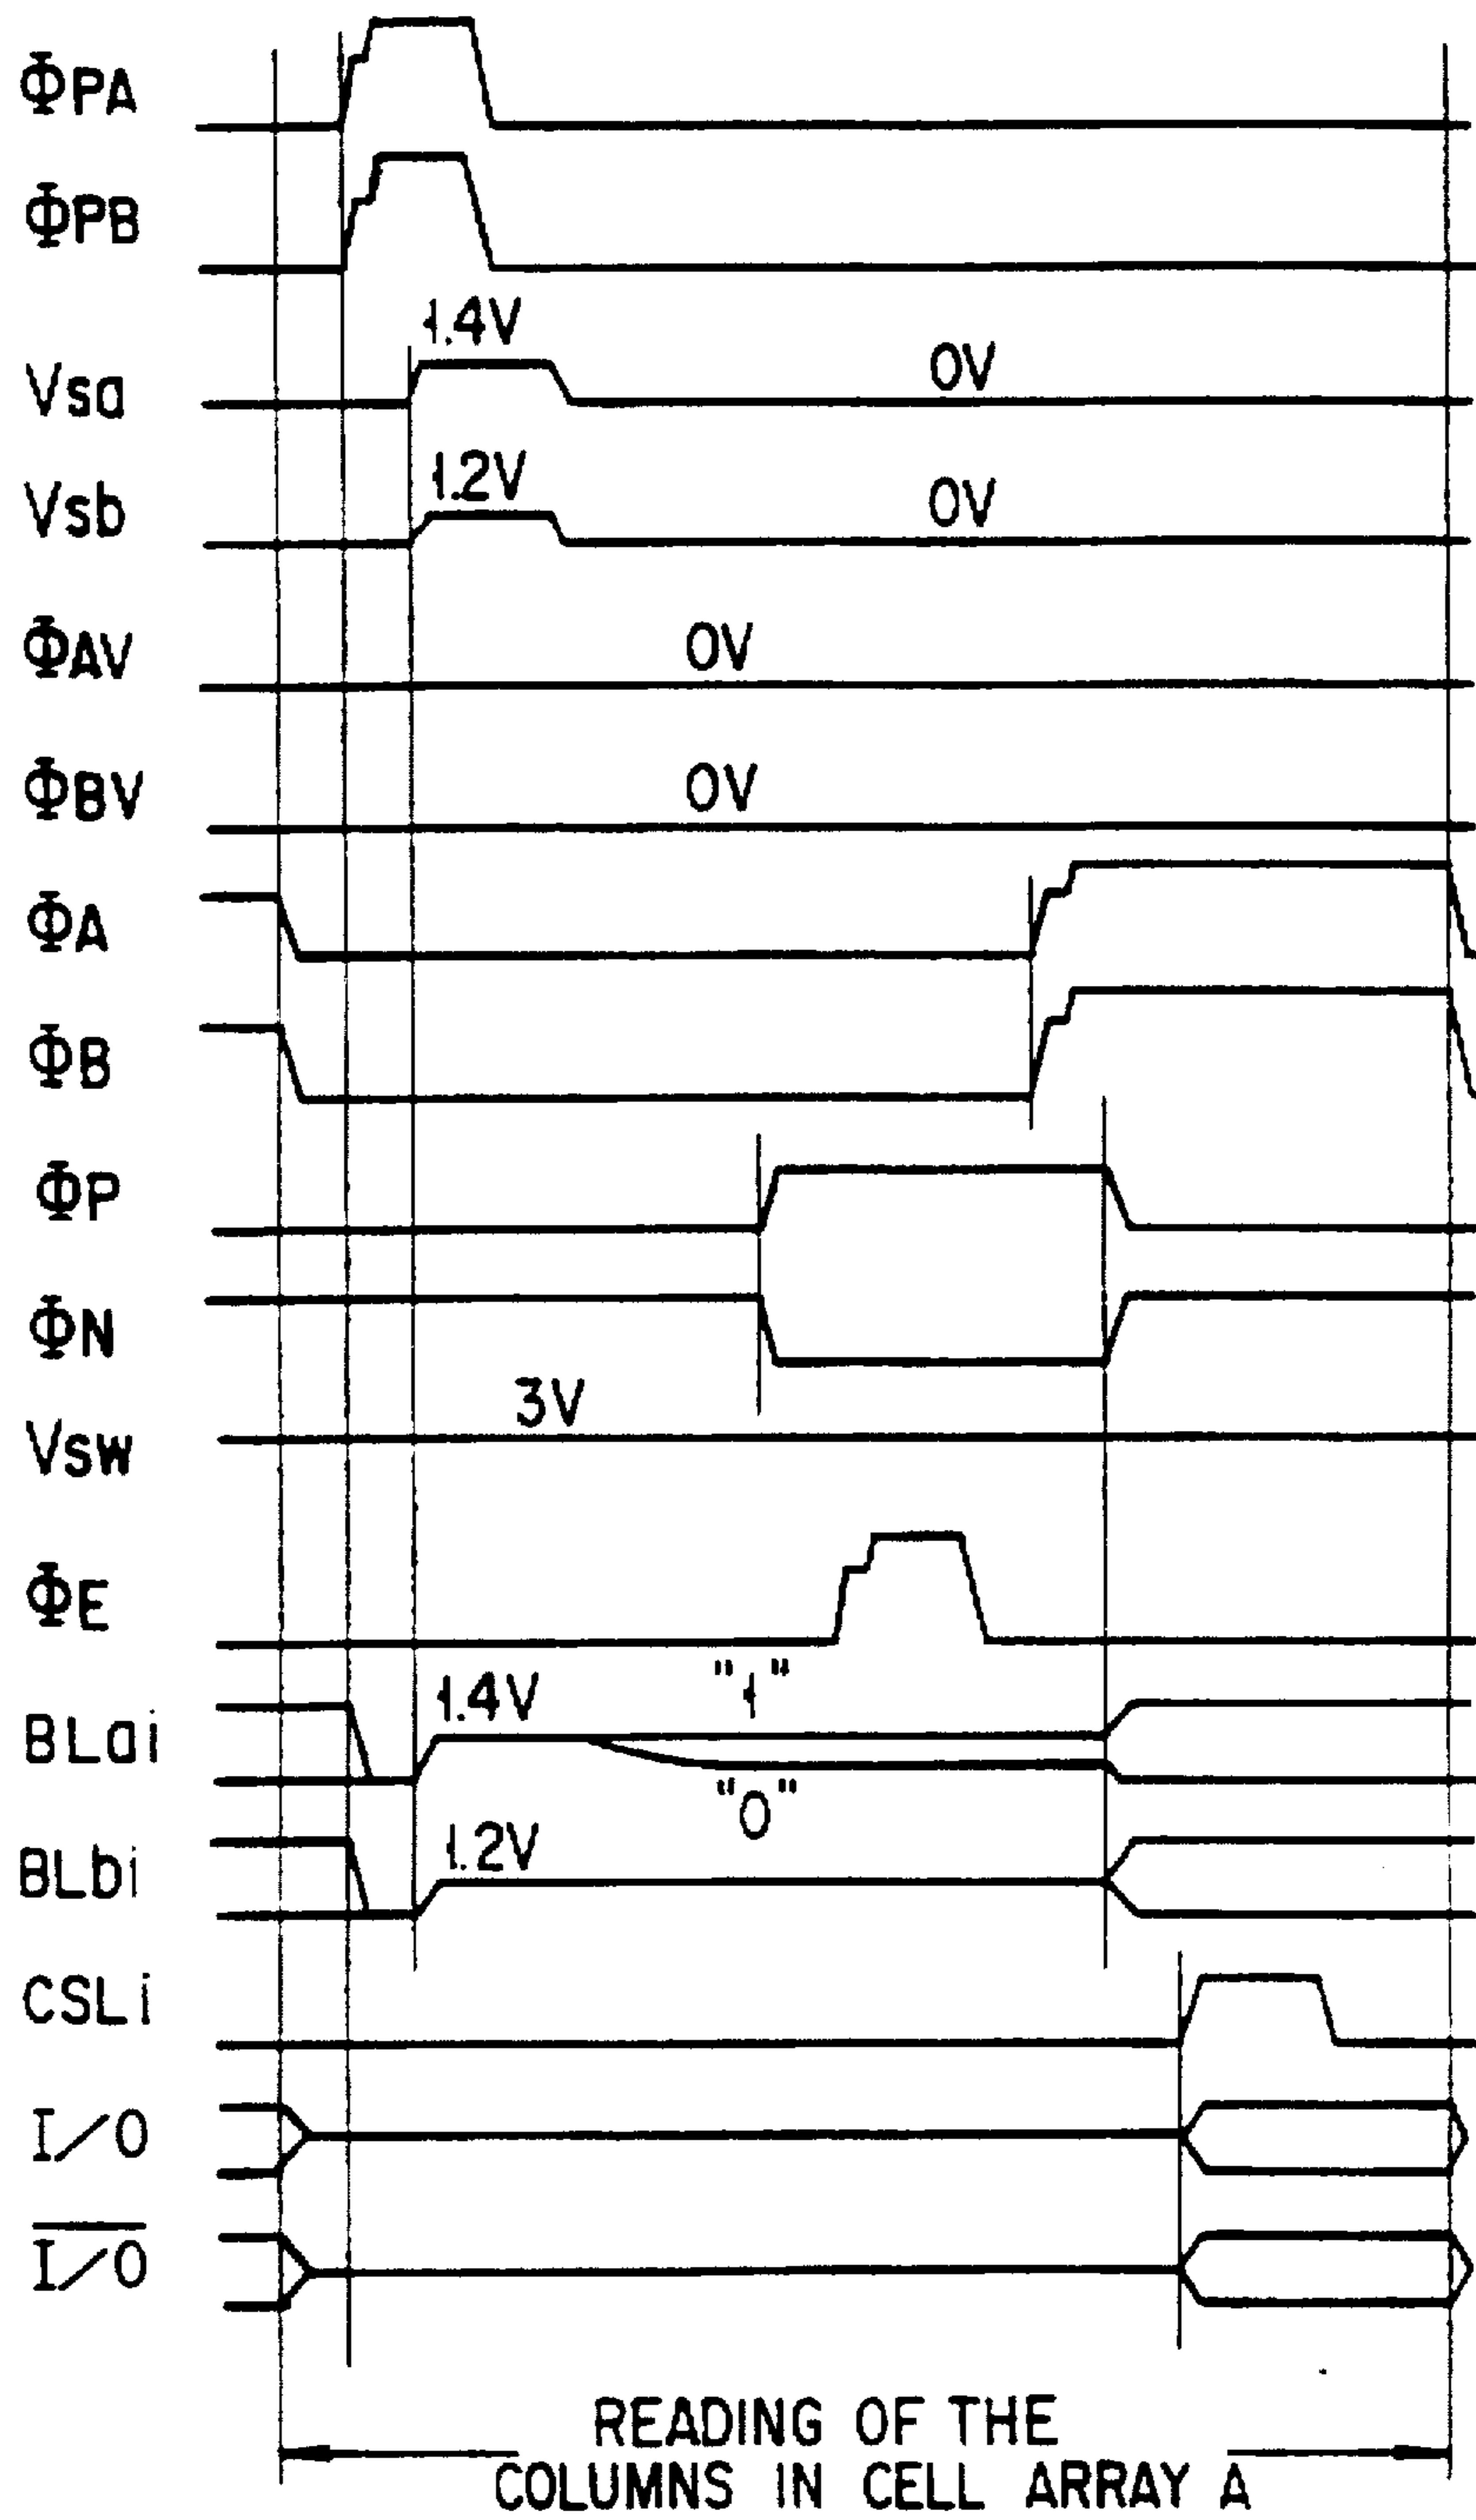 ΦPA
ΦPB
1.4V
Vsa
0V
1.2V
Vsb
0V
ΦAV
0V
ΦBV
0V
ΦA
ΦB
ΦP
ΦN
3V
Vsw
ΦE
1.4V
"1"
BLai
"0"
1.2V
BLbi
CSLi
I/O
I̅/̅O̅
READING OF THE
COLUMNS IN CELL ARRAY A